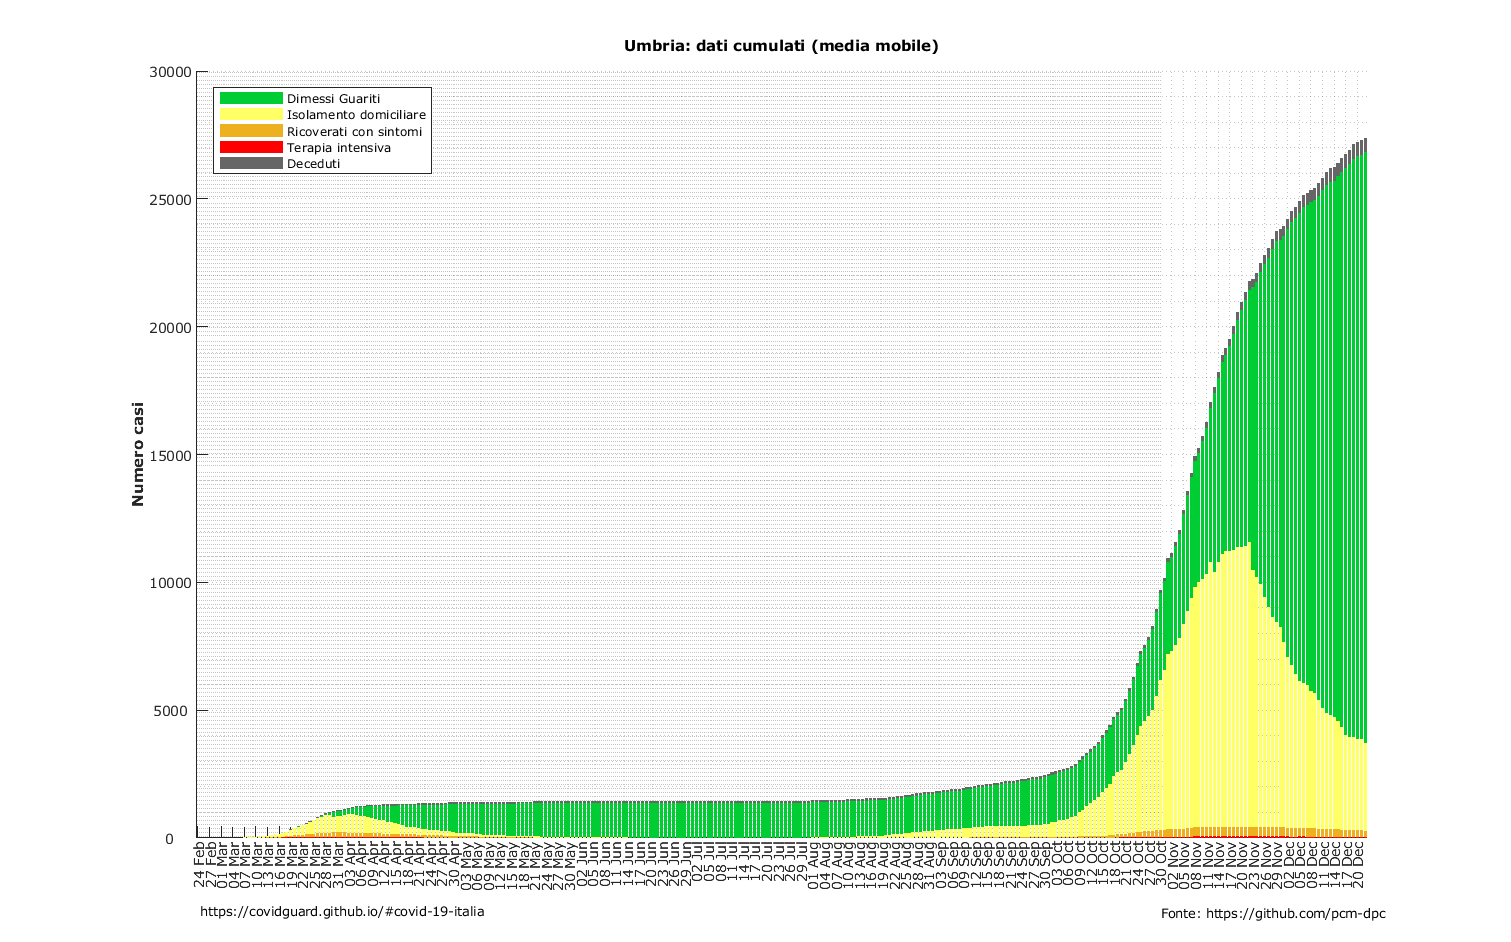 Umbria: dati cumulati (media mobile)
30000
25000
20000
15000
10000
5000
0
Numero casi
Dimessi Guariti
Isolamento domiciliare
Ricoverati con sintomi
Terapia intensiva
Deceduti
24 Feb
27 Feb
01 Mar
04 Mar
07 Mar
10 Mar
13 Mar
16 Mar
19 Mar
22 Mar
25 Mar
28 Mar
31 Mar
03 Apr
06 Apr
09 Apr
12 Apr
15 Apr
18 Apr
21 Apr
24 Apr
27 Apr
30 Apr
03 May
06 May
09 May
12 May
15 May
18 May
21 May
24 May
27 May
30 May
02 Jun
05 Jun
08 Jun
11 Jun
14 Jun
17 Jun
20 Jun
23 Jun
26 Jun
29 Jun
02 Jul
05 Jul
08 Jul
11 Jul
14 Jul
17 Jul
20 Jul
23 Jul
26 Jul
29 Jul
01 Aug
04 Aug
07 Aug
10 Aug
13 Aug
16 Aug
19 Aug
22 Aug
25 Aug
28 Aug
31 Aug
03 Sep
06 Sep
09 Sep
12 Sep
15 Sep
18 Sep
21 Sep
24 Sep
27 Sep
30 Sep
03 Oct
06 Oct
09 Oct
12 Oct
15 Oct
18 Oct
21 Oct
24 Oct
27 Oct
30 Oct
02 Nov
05 Nov
08 Nov
11 Nov
14 Nov
17 Nov
20 Nov
23 Nov
26 Nov
29 Nov
02 Dec
05 Dec
08 Dec
11 Dec
14 Dec
17 Dec
20 Dec
https://covidguard.github.io/#covid-19-italia
Fonte: https://github.com/pcm-dpc